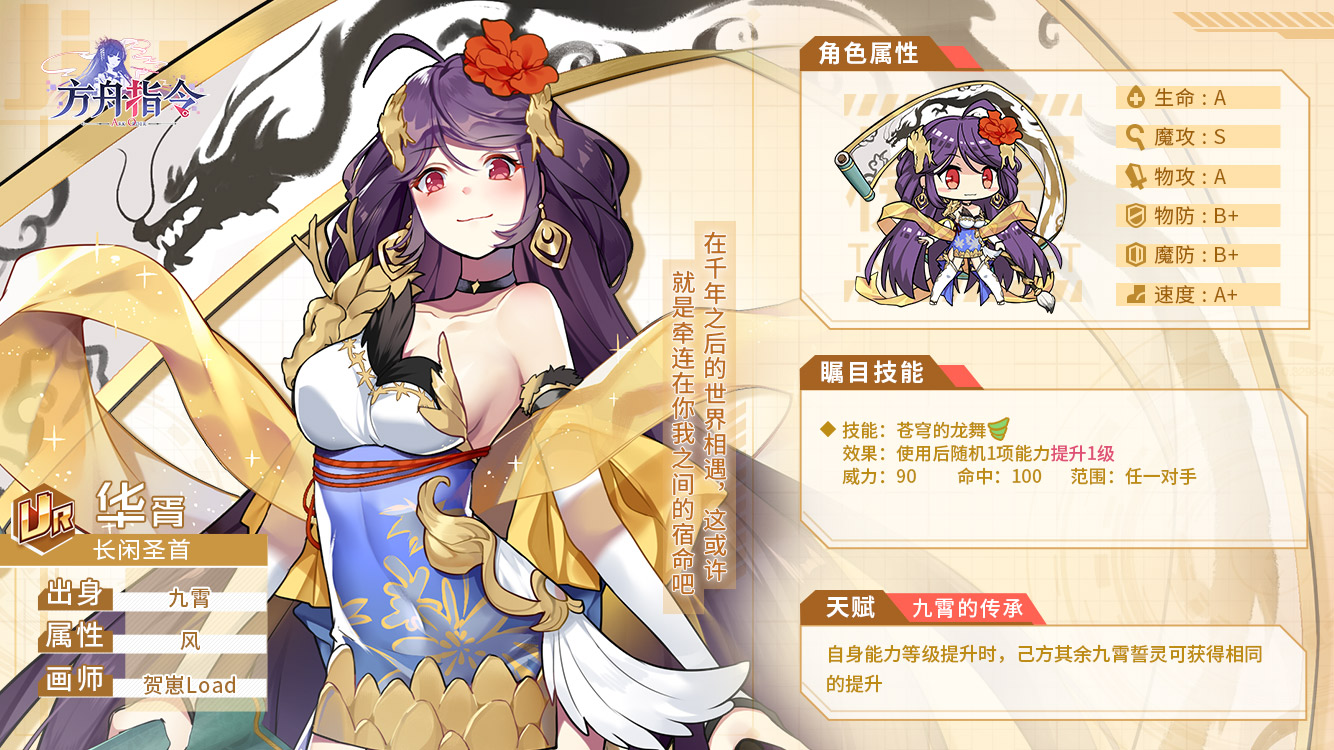 方舟指令
ARK ORDER
UR
华胥
长闲圣首
出身
九霄
属性
风
画师
贺崽Load
在千年之后的世界相遇，这或许
就是牵连在你我之间的宿命吧
角色属性
生命：A
魔攻：S
物攻：A
物防：B+
魔防：B+
速度：A+
瞩目技能
技能：苍穹的龙舞
效果：使用后随机1项能力提升1级
威力：90 命中：100 范围：任一对手
天赋 九霄的传承
自身能力等级提升时，己方其余九霄誓灵可获得相同
的提升